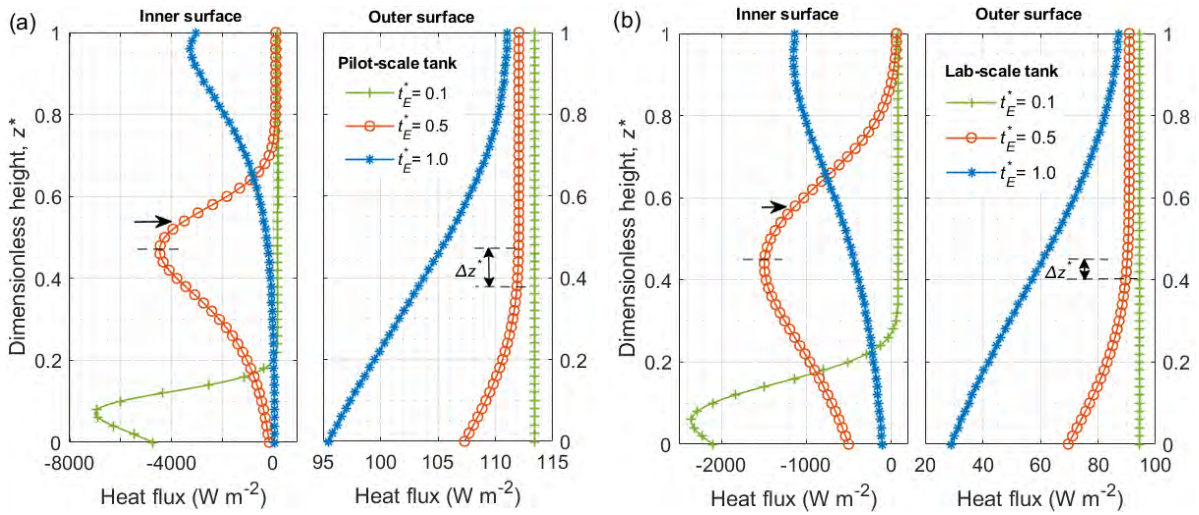 (a) Inner surface Outer surface
1 1
0.8 0.8
0.6 0.6
0.4 0.4
0.2 0.2
0 0
Dimensionless height, z*
Pilot-scale tank
t*E = 0.1
t*E = 0.5
t*E = 1.0
Δz*
-8000 -4000 0
95 100 105 110 115
Heat flux (W m-2) Heat flux (W m-2)
(b) Inner surface Outer surface
1 1
0.8 0.8
0.6 0.6
0.4 0.4
0.2 0.2
0 0
Dimensionless height, z*
Lab-scale tank
t*E = 0.1
t*E = 0.5
t*E = 1.0
Δz*
-2000 -1000 0
20 40 60 80 100
Heat flux (W m-2) Heat flux (W m-2)